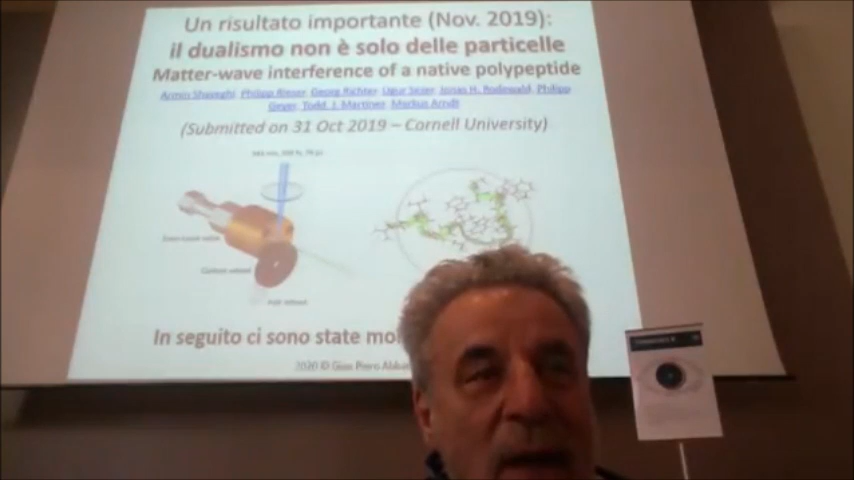 Un risultato importante (Nov. 2019):
il dualismo non è solo delle particelle
Matter-wave interference of a native polypeptide
Armin Shayeghi, Philipp Rieser, Georg Richter, Ugur Sezer, Jonas H. Rodewald, Philipp
Geyer, Todd. J. Martinez, Markus Arndt
(Submitted on 31 Oct 2019 – Cornell University)
In seguito ci sono state mo
2020 © Gian Piero Abba